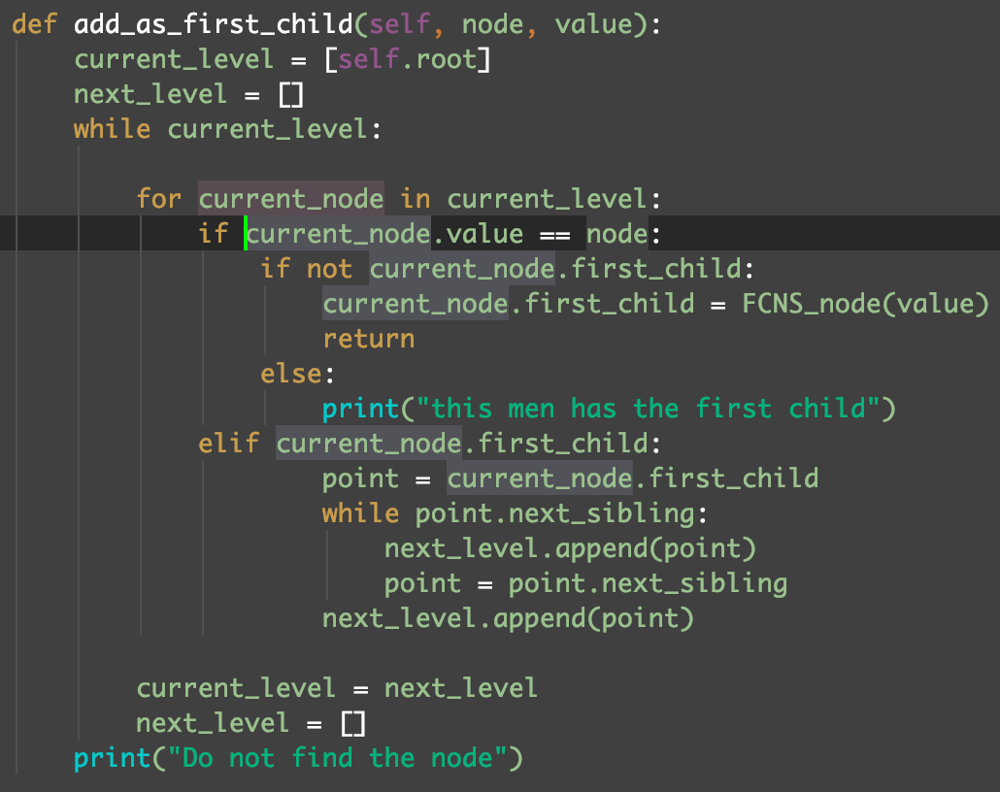 def add_as_first_child(self, node, value):
    current_level = [self.root]
    next_level = []
    while current_level:
        for current_node in current_level:
            if current_node.value == node:
                if not current_node.first_child:
                    current_node.first_child = FCNS_node(value)
                    return
                else:
                    print("this men has the first child")
            elif current_node.first_child:
                    point = current_node.first_child
                    while point.next_sibling:
                        next_level.append(point)
                        point = point.next_sibling
                    next_level.append(point)
        current_level = next_level
        next_level = []
    print("Do not find the node")